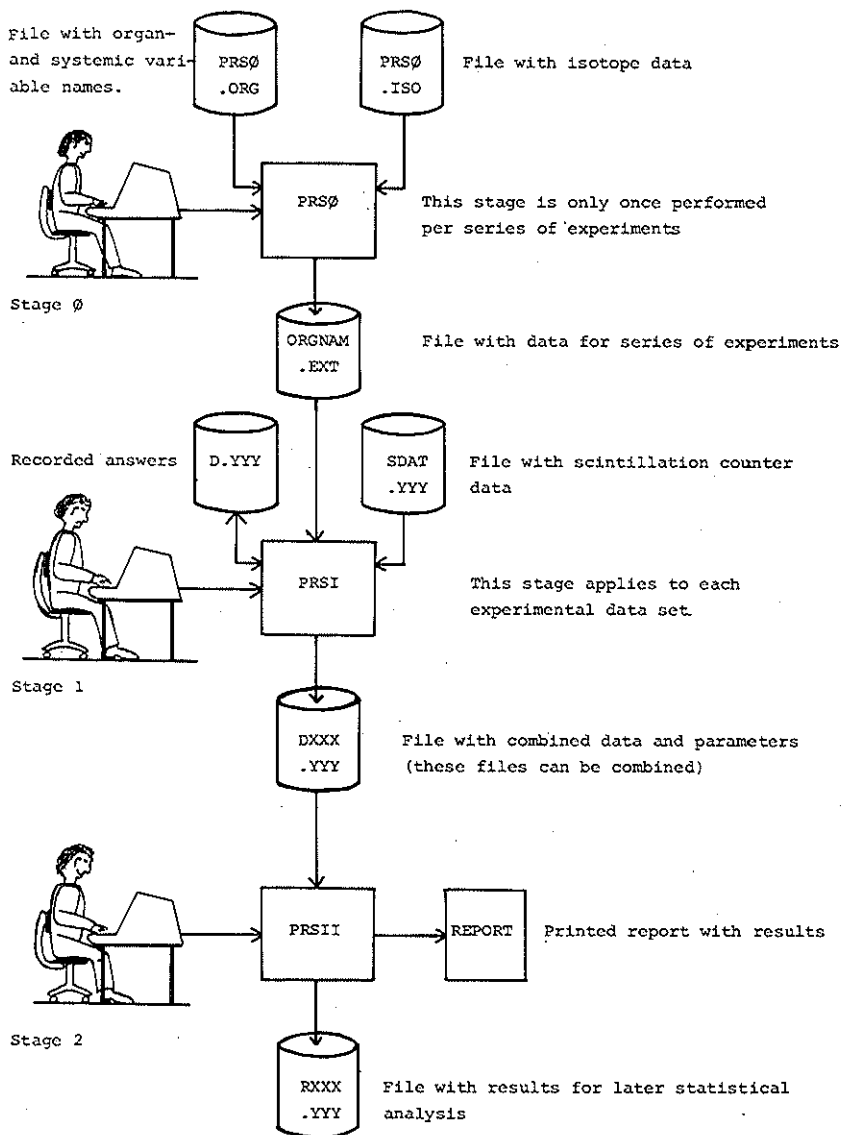 File with organ-
and systemic vari-
able names.
PRSØ
.ORG
PRSØ
.ISO
File with isotope data
PRSØ
This stage is only once performed
per series of experiments
Stage Ø
ORGNAM
.EXT
File with data for series of experiments
Recorded answers
D.YYY
SDAT
.YYY
File with scintillation counter
data
PRSI
This stage applies to each
experimental data set.
Stage 1
DXXX
.YYY
File with combined data and parameters
(these files can be combined)
PRSII
REPORT
Printed report with results
Stage 2
RXXX
.YYY
File with results for later statistical
analysis